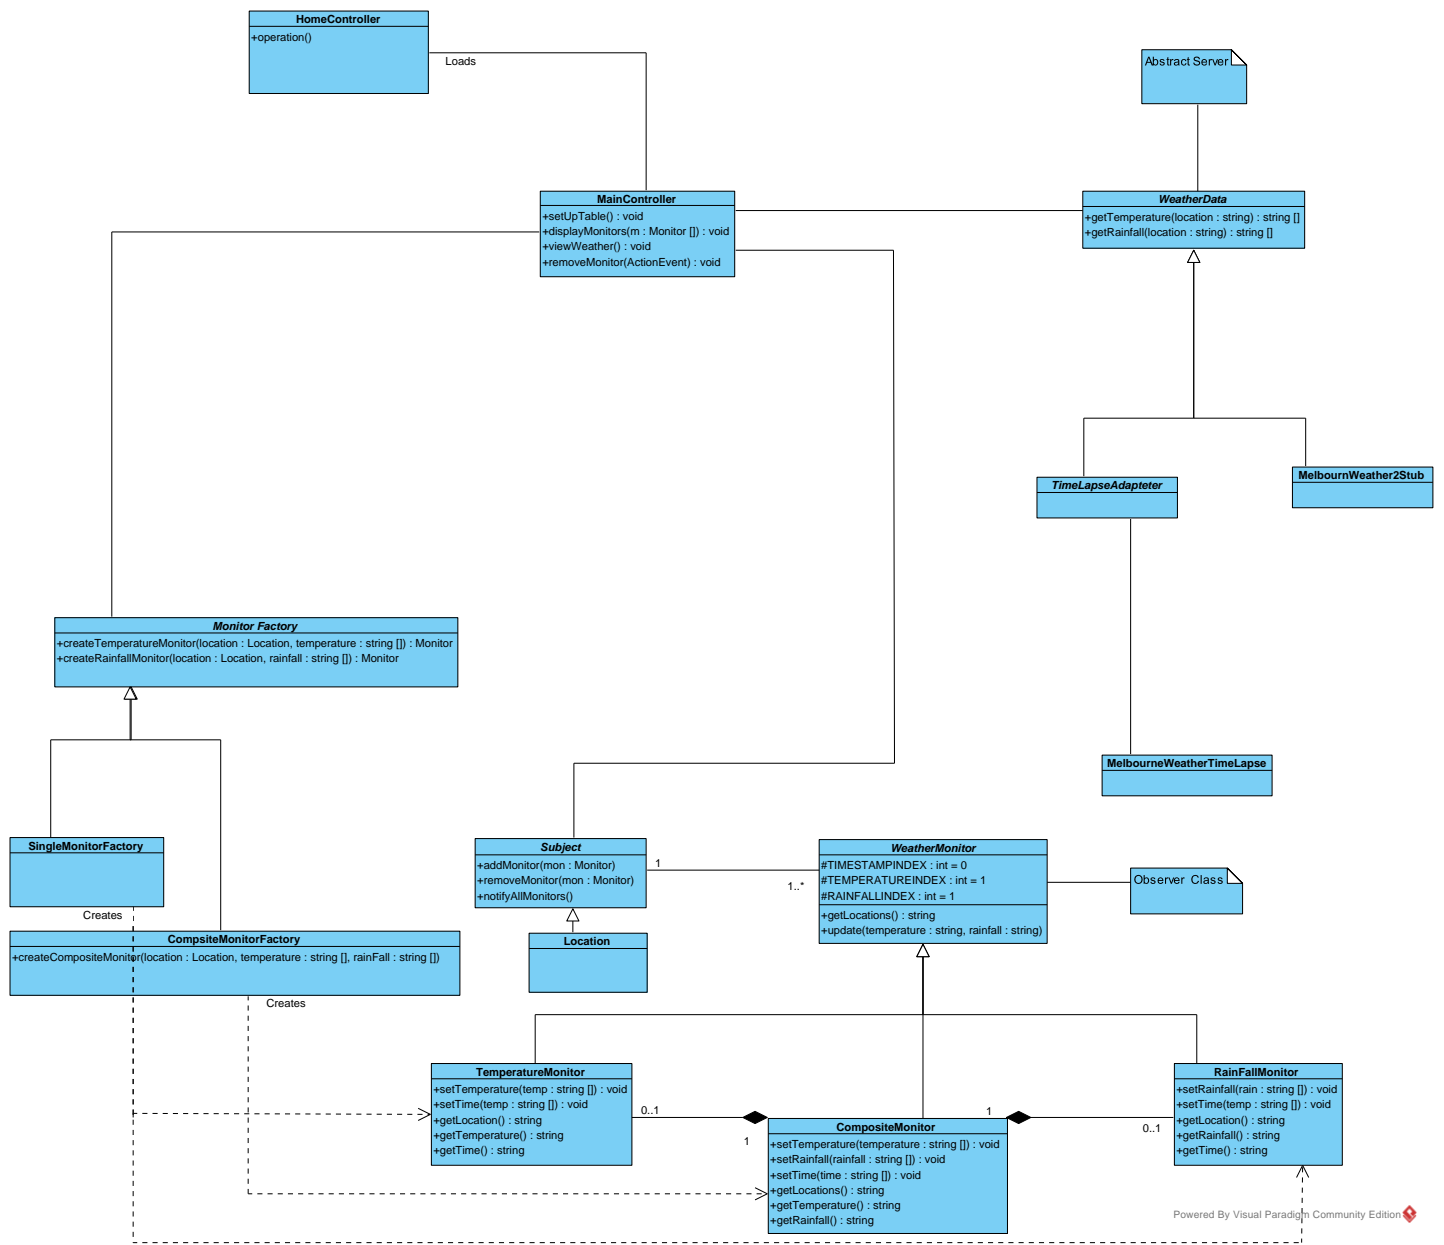 HomeController
+operation()
Loads
Abstract Server
MainController
+setUpTable() : void
+displayMonitors(m : Monitor []) : void
+viewWeather() : void
+removeMonitor(ActionEvent) : void
WeatherData
+getTemperature(location : string) : string []
+getRainfall(location : string) : string []
TimeLapseAdapteter
MelbournWeather2Stub
Monitor Factory
+createTemperatureMonitor(location : Location, temperature : string []) : Monitor
+createRainfallMonitor(location : Location, rainfall : string []) : Monitor
MelbourneWeatherTimeLapse
SingleMonitorFactory
Creates
CompsiteMonitorFactory
+createCompositeMonitor(location : Location, temperature : string [], rainFall : string [])
Creates
Subject
+addMonitor(mon : Monitor)
+removeMonitor(mon : Monitor)
+notifyAllMonitors()
1
1..*
Location
WeatherMonitor
#TIMESTAMPINDEX : int = 0
#TEMPERATUREINDEX : int = 1
#RAINFALLINDEX : int = 1
+getLocations() : string
+update(temperature : string, rainfall : string)
Observer Class
TemperatureMonitor
+setTemperature(temp : string []) : void
+setTime(temp : string []) : void
+getLocation() : string
+getTemperature() : string
+getTime() : string
0..1
1
CompositeMonitor
+setTemperature(temperature : string []) : void
+setRainfall(rainfall : string []) : void
+setTime(time : string []) : void
+getLocations() : string
+getTemperature() : string
+getRainfall() : string
1
0..1
RainFallMonitor
+setRainfall(rain : string []) : void
+setTime(temp : string []) : void
+getLocation() : string
+getRainfall() : string
+getTime() : string
Powered By Visual Paradigm Community Edition